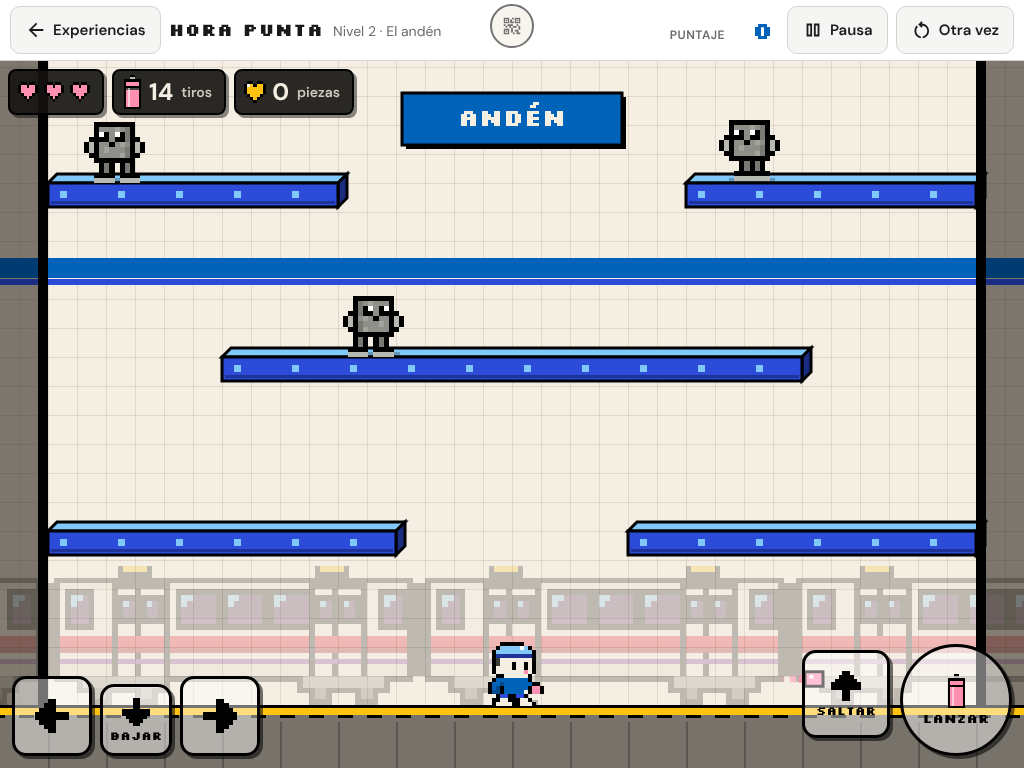 Experiencias
HORA PUNTA
Nivel 2 · El andén
PUNTAJE
0
Pausa
Otra vez
14 tiros
0 piezas
ANDÉN
BAJAR
SALTAR
LANZAR